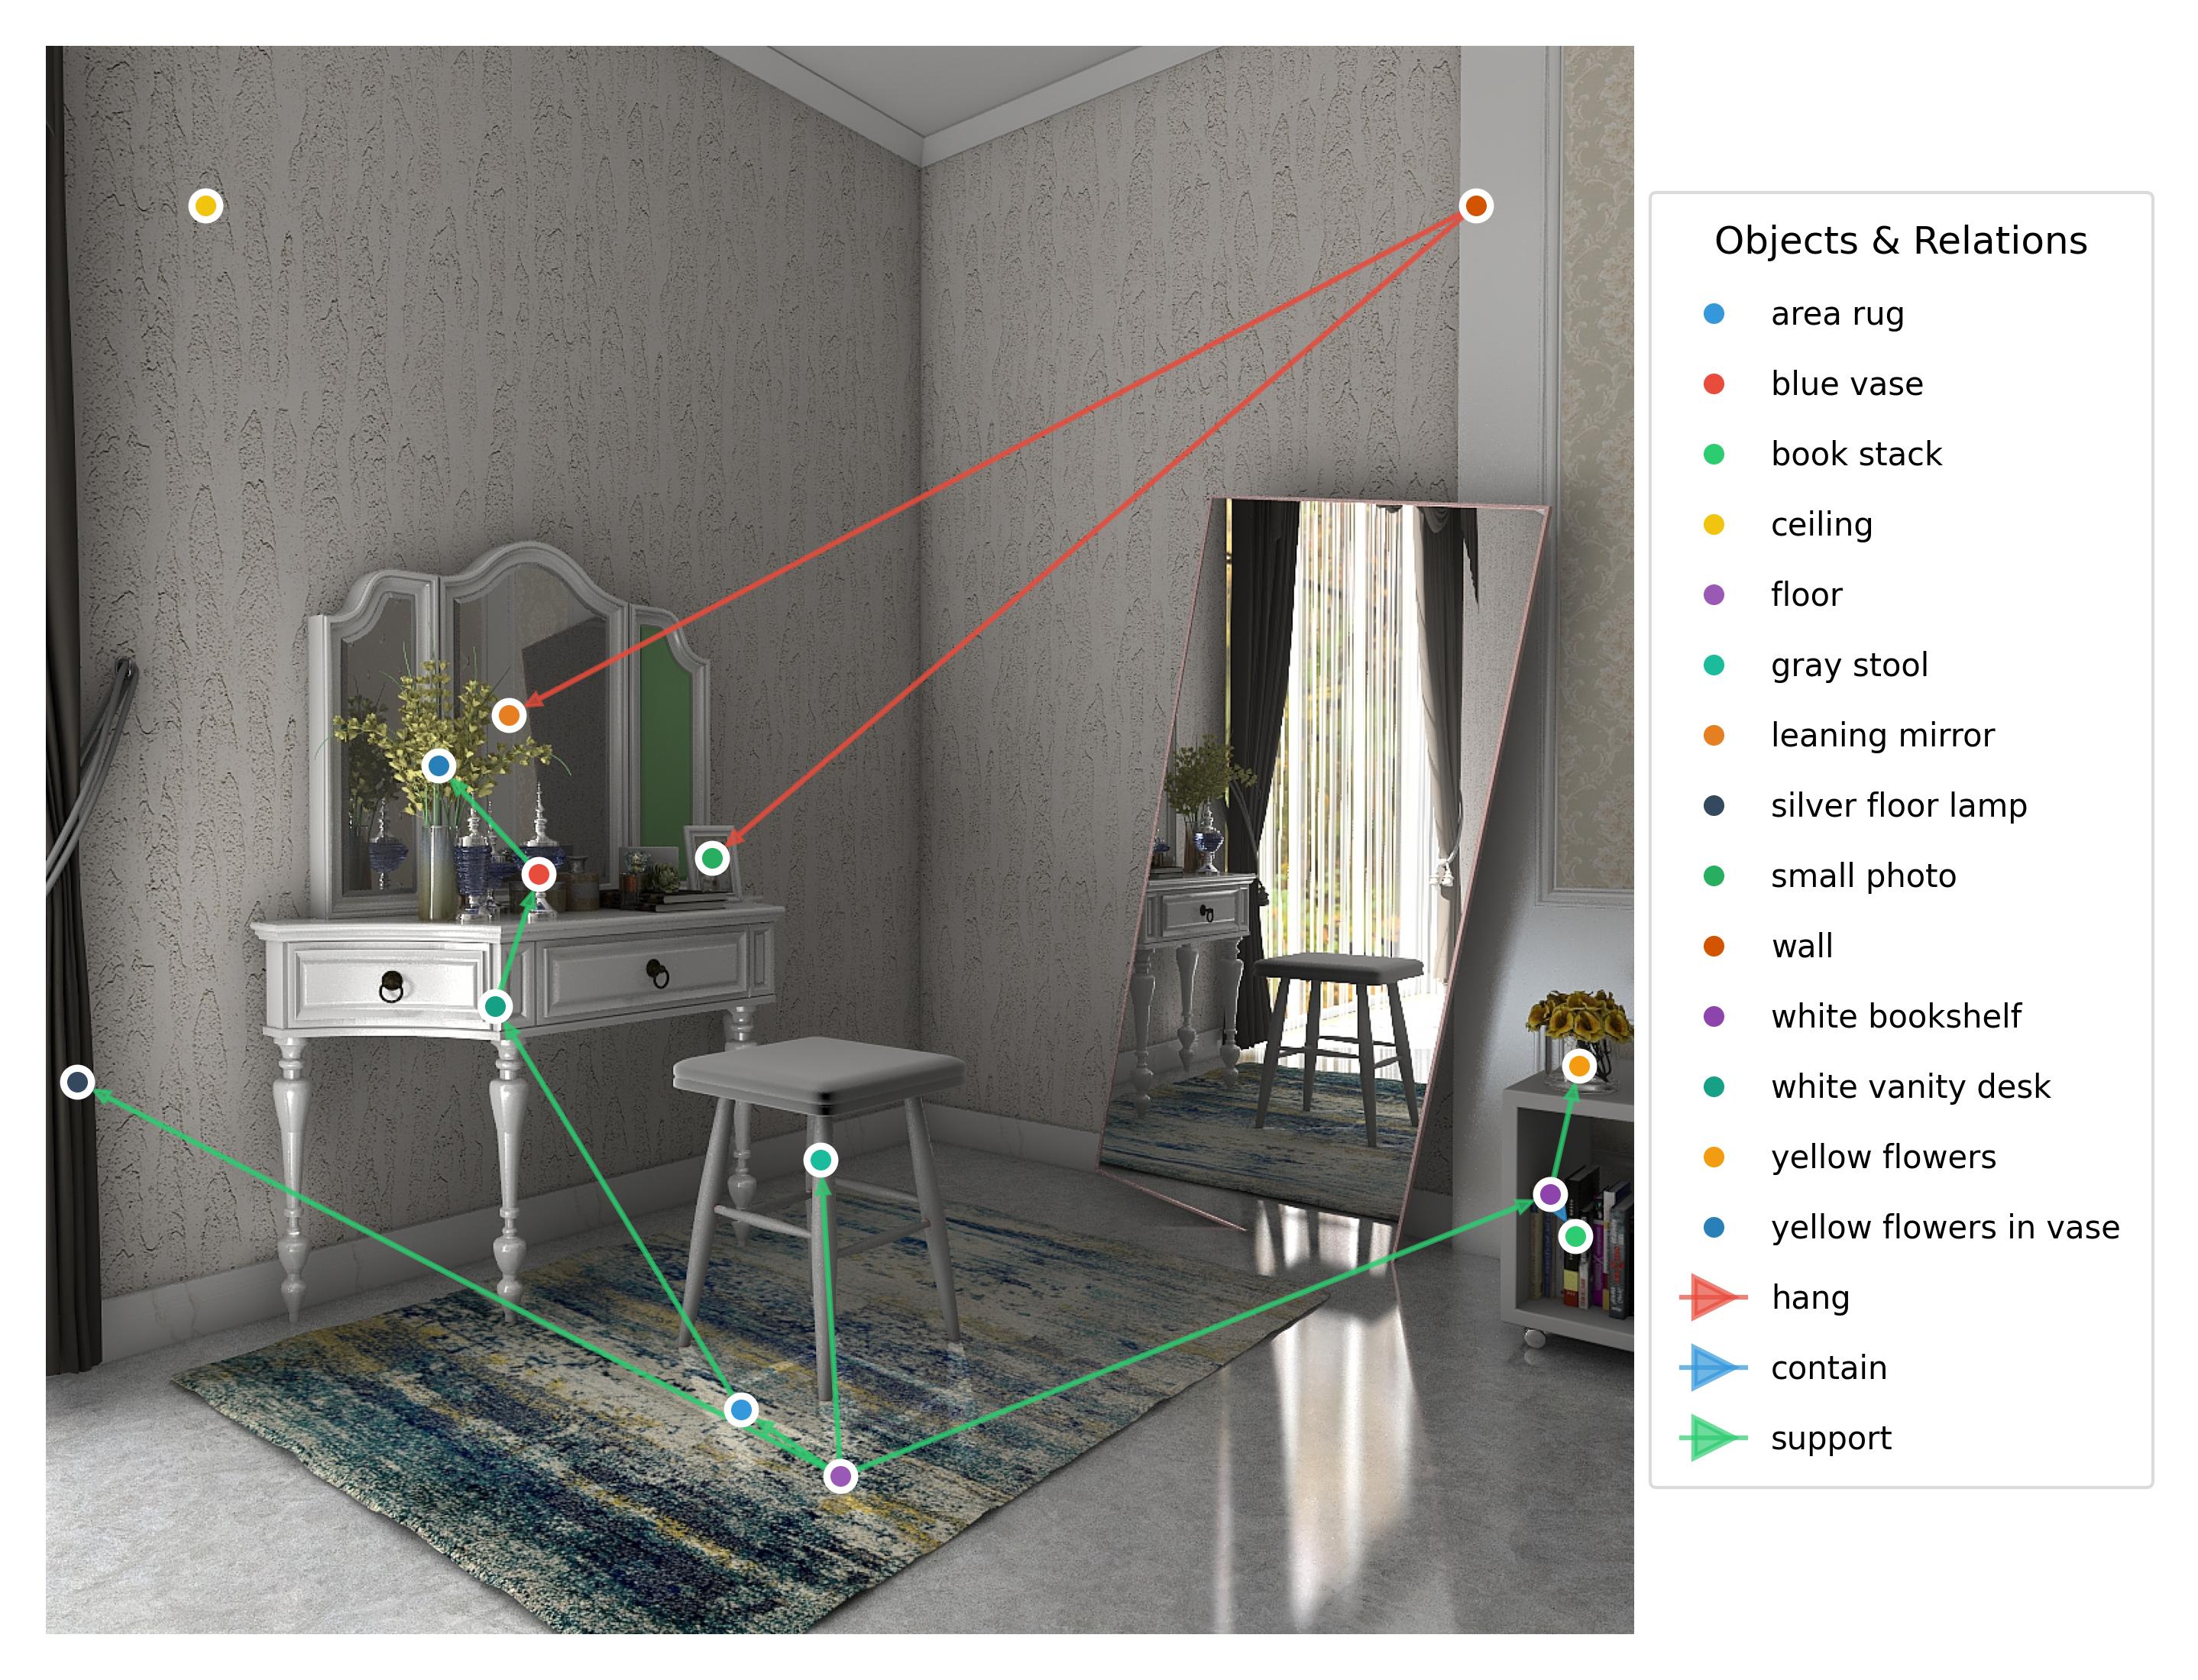 Objects & Relations
area rug
blue vase
book stack
ceiling
floor
gray stool
leaning mirror
silver floor lamp
small photo
wall
white bookshelf
white vanity desk
yellow flowers
yellow flowers in vase
hang
contain
support